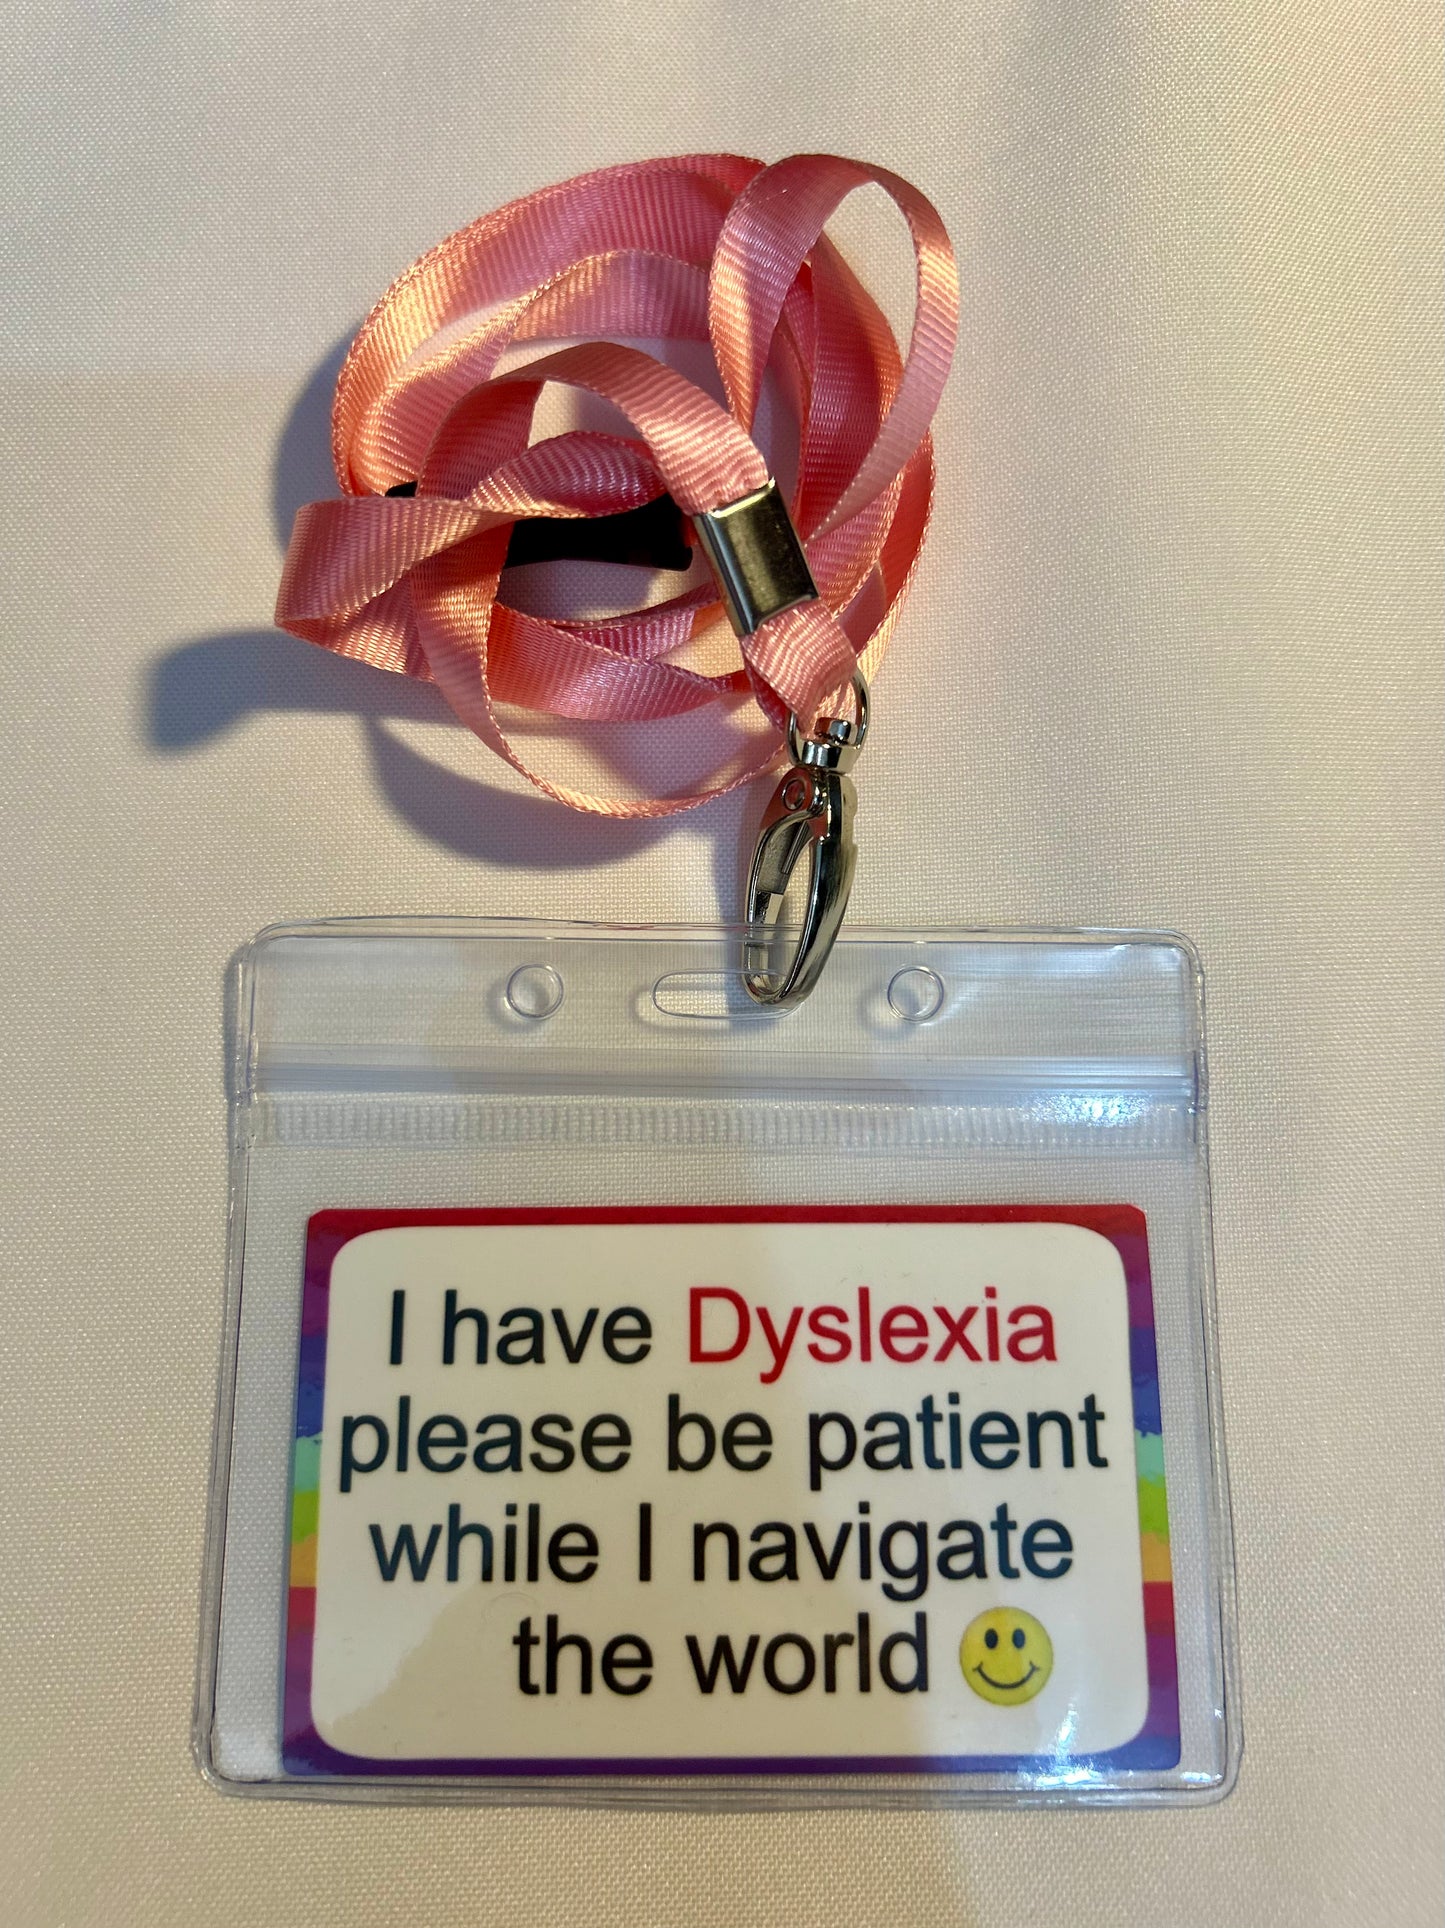 I have Dyslexia
please be patient
while I navigate
the world